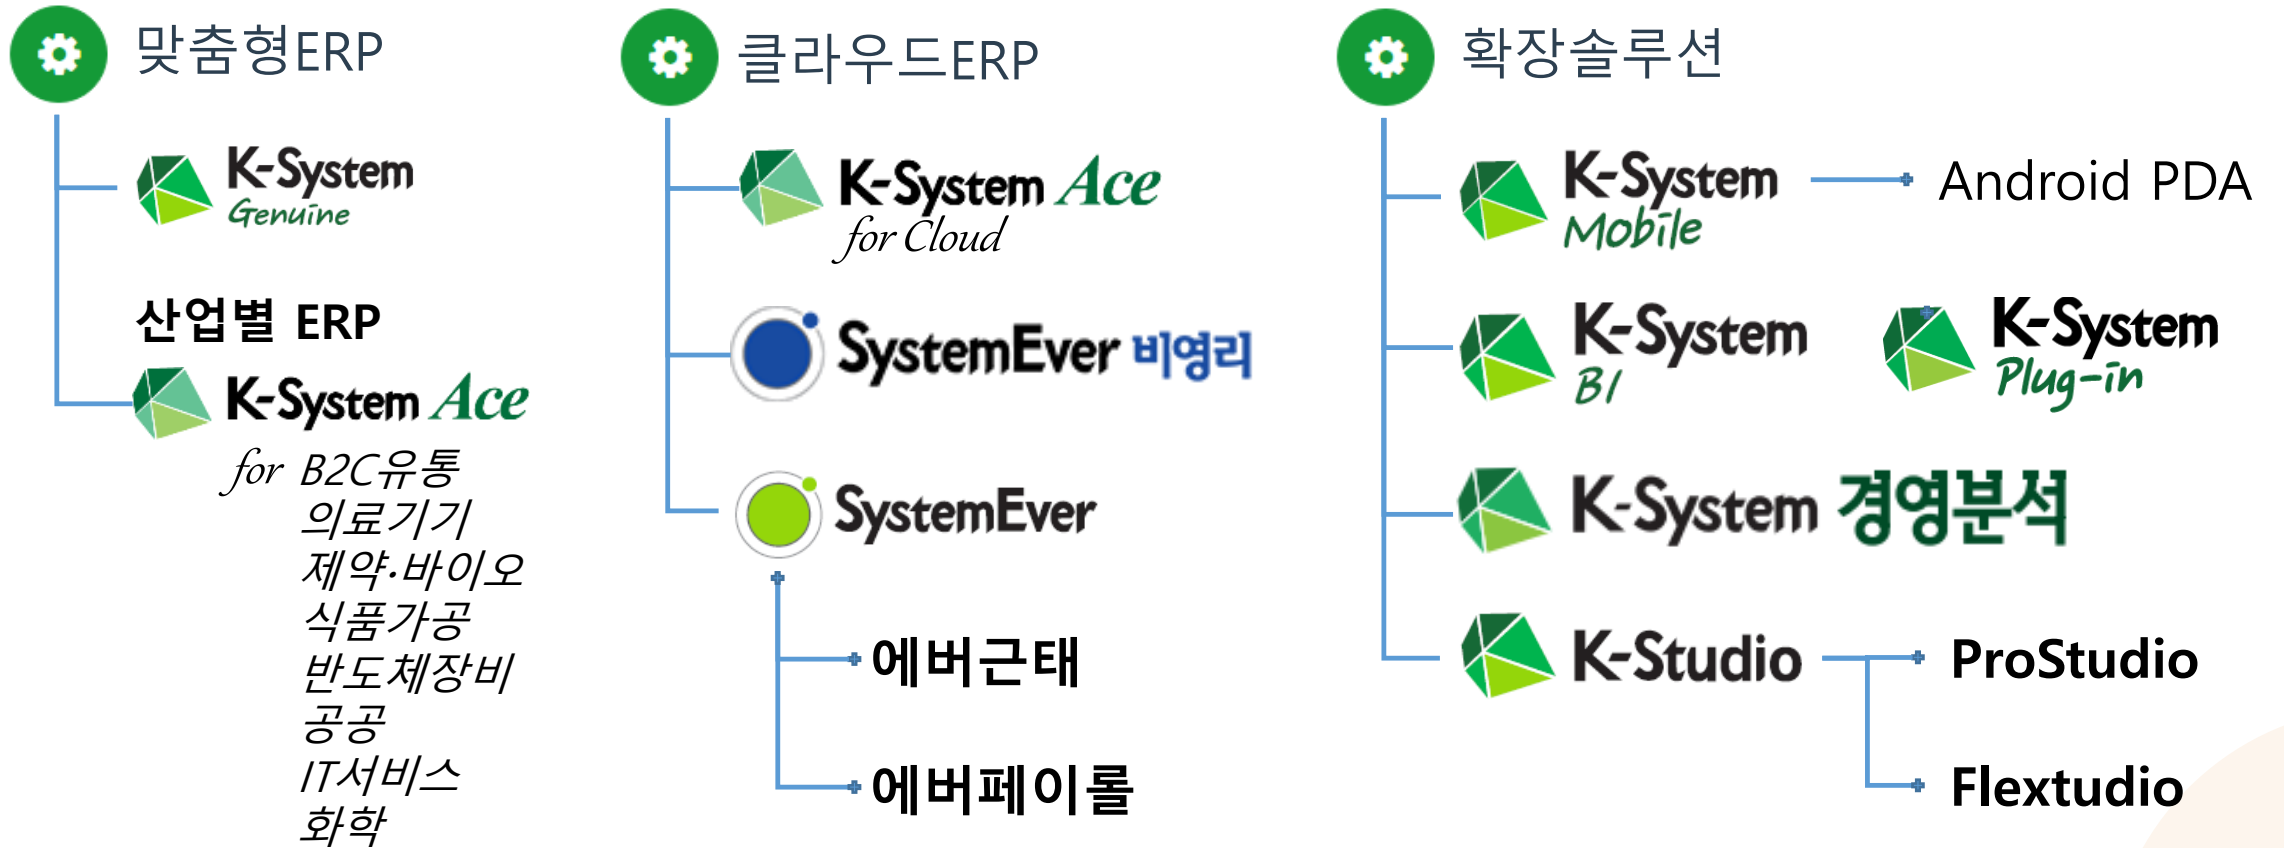 맞춤형ERP
K-System
Genuine
산업별 ERP
K-System Ace
for B2C유통
의료기기
제약·바이오
식품가공
반도체장비
공공
IT서비스
화학
클라우드ERP
K-System Ace
for Cloud
SystemEver 비영리
SystemEver
에버근태
에버페이롤
확장솔루션
K-System
Mobile
Android PDA
K-System
BI
K-System
Plug-in
K-System 경영분석
K-Studio
ProStudio
Flextudio